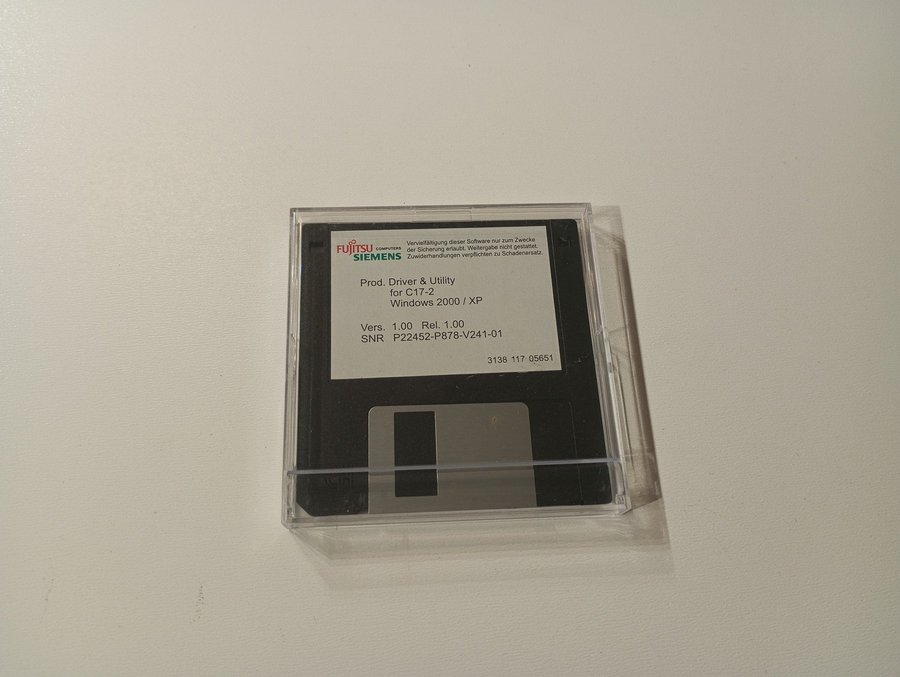 FUJITSU COMPUTERS
SIEMENS
Vervielfältigung dieser Software nur zum Zwecke
der Sicherung erlaubt. Weitergabe nicht gestattet.
Zuwiderhandlungen verpflichten zu Schadenersatz.
Prod. Driver & Utility
for C17-2
Windows 2000 / XP
Vers. 1.00 Rel. 1.00
SNR P22452-P878-V241-01
3138 117 05651